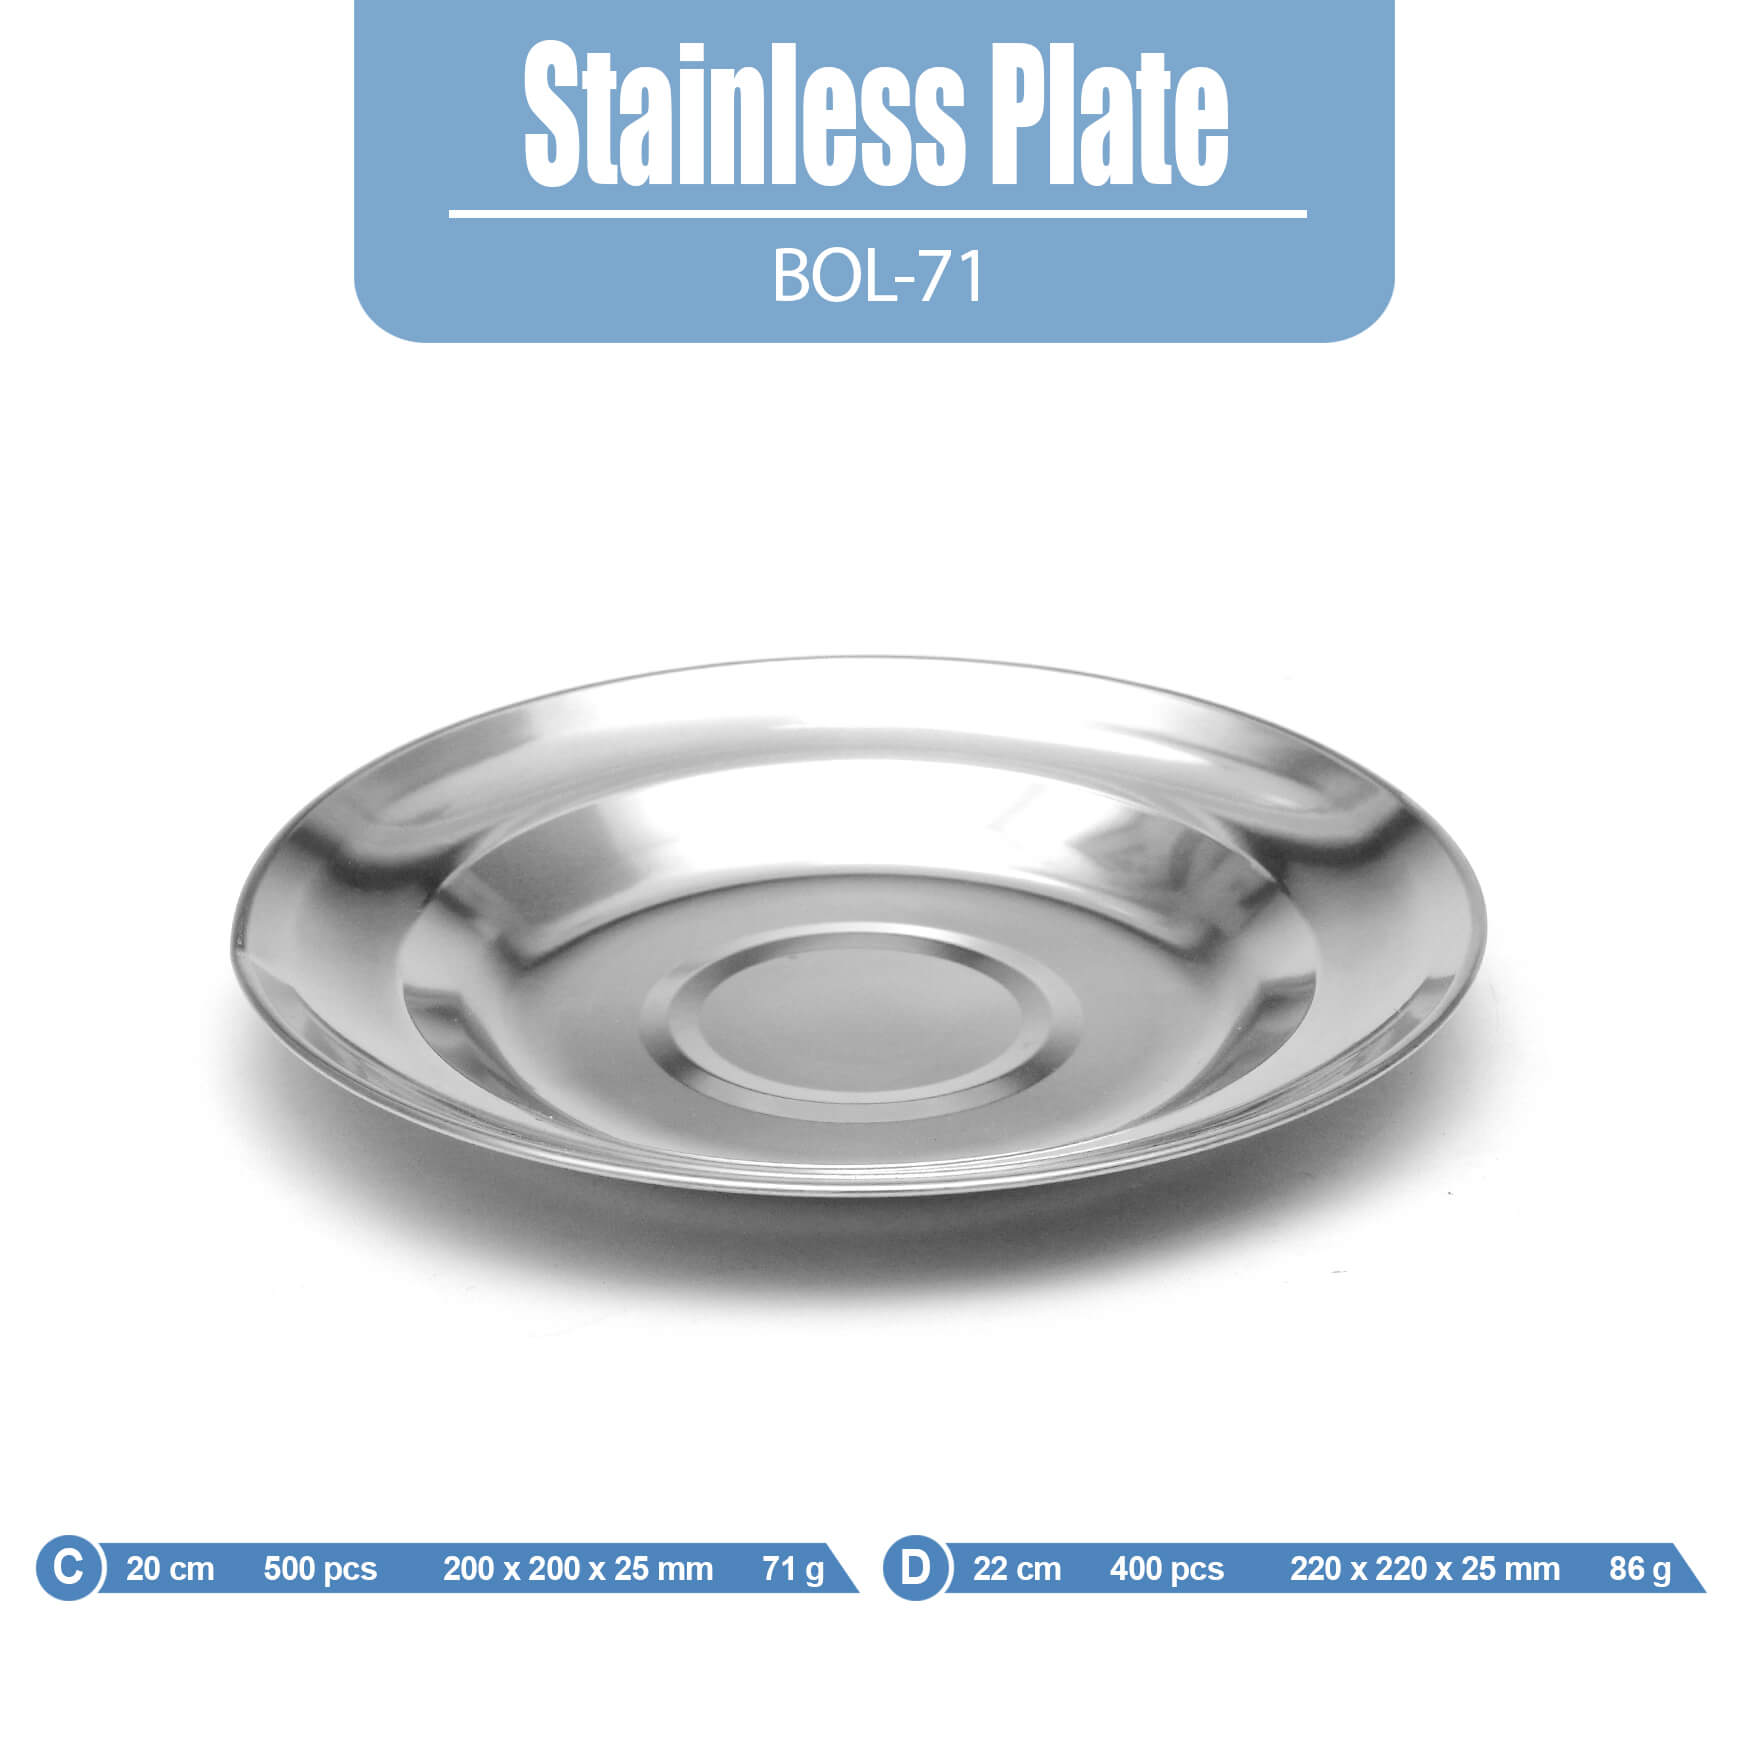 Stainless Plate
BOL-71
C 20 cm 500 pcs 200 x 200 x 25 mm 71 g
D 22 cm 400 pcs 220 x 220 x 25 mm 86 g